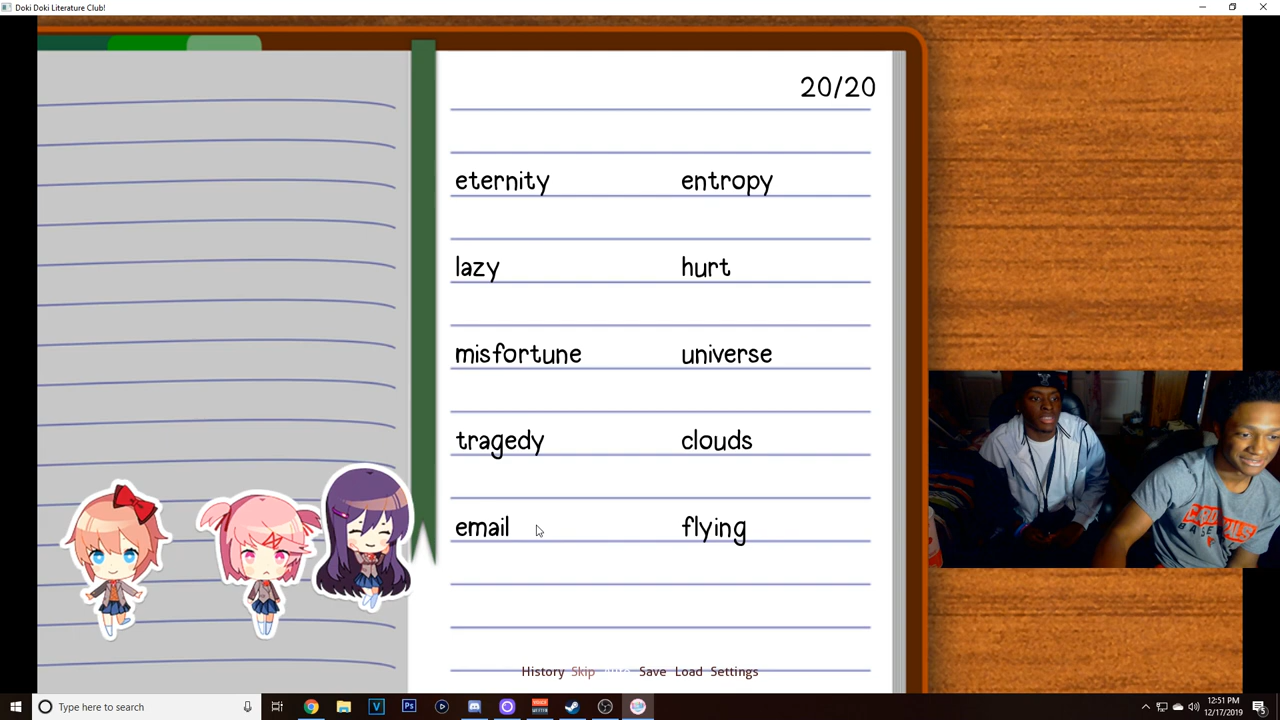 Doki Doki Literature Club!
20/20
eternity entropy
lazy hurt
misfortune universe
tragedy clouds
email flying
History Skip Auto Save Load Settings
Type here to search
12:51 PM
12/17/2019